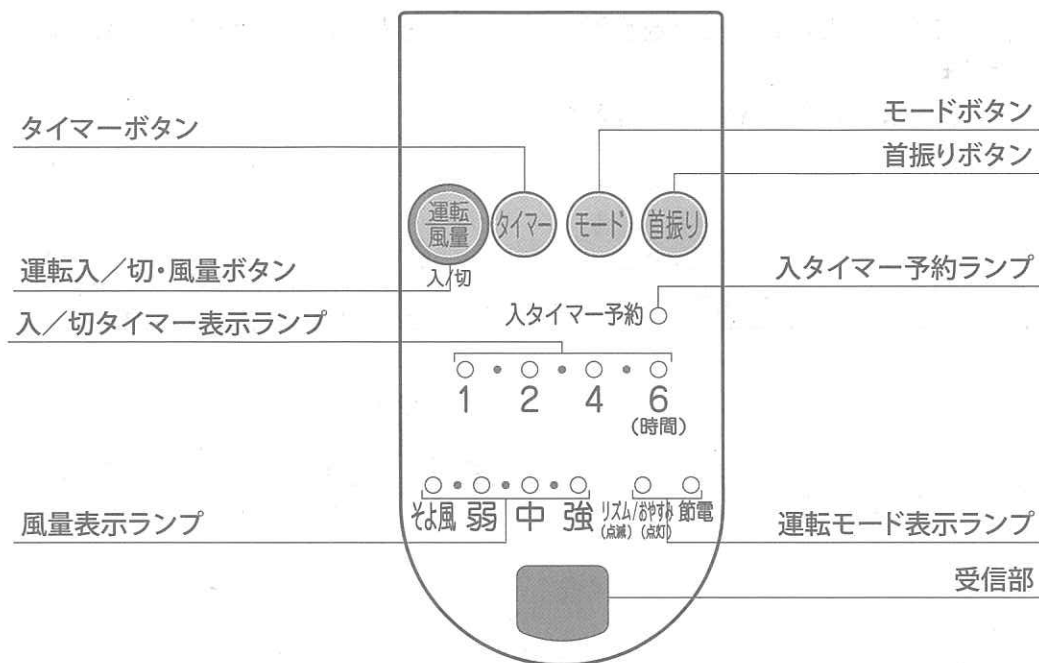 タイマーボタン
モードボタン
首振りボタン
運転
風量
タイマー
モード
首振り
運転入／切・風量ボタン
入/切
入タイマー予約ランプ
入／切タイマー表示ランプ
入タイマー予約
1 2 4 6
(時間)
そよ風 弱 中 強 リズム/おやすみ 節電
(点滅) (点灯)
風量表示ランプ
運転モード表示ランプ
受信部